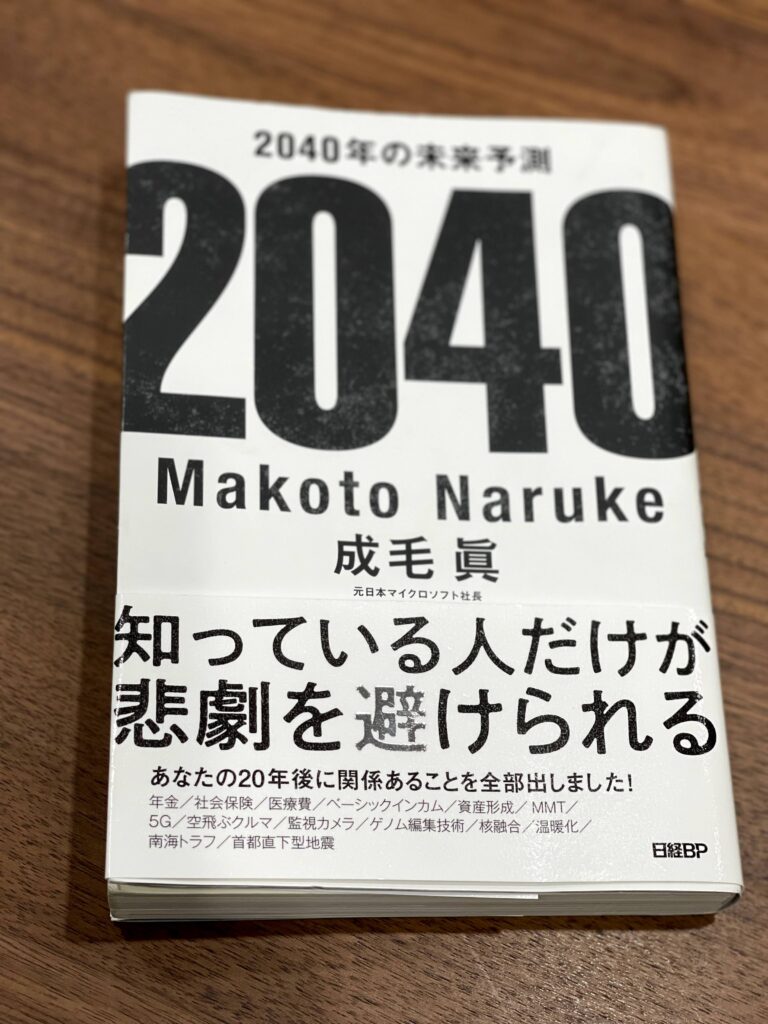 2040年の未来予測
2040
Makoto Naruke
成毛 眞
元日本マイクロソフト社長
知っている人だけが
悲劇を避けられる
あなたの20年後に関係あることを全部出しました!
年金／社会保険／医療費／ベーシックインカム／資産形成／MMT／
5G／空飛ぶクルマ／監視カメラ／ゲノム編集技術／核融合／温暖化／
南海トラフ／首都直下型地震
日経BP